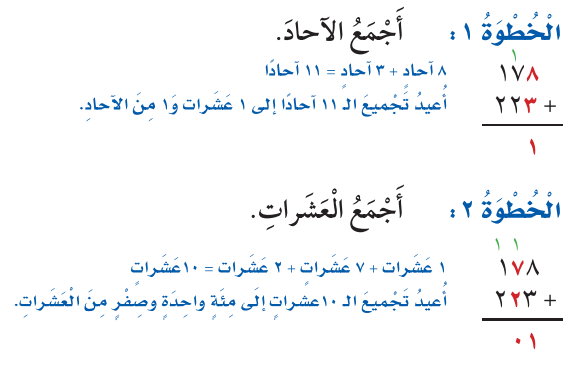 الْخُطْوَةُ ١ : أَجْمَعُ الآحادَ.
١
١٧٨
٨ آحادٍ + ٣ آحادٍ = ١١ آحادًا
٢٢٣ +
أُعيدُ تَجْميعَ الـ ١١ آحادًا إلى ١ عَشَرات وَ١ مِنَ الآحادِ.
١
الْخُطْوَةُ ٢ : أَجْمَعُ الْعَشَراتِ.
١ ١
١٧٨
١ عَشَرات + ٧ عَشَراتٍ + ٢ عَشَرات = ١٠عَشَراتٍ
٢٢٣ +
أُعيدُ تَجْميعَ الـ ١٠عشراتٍ إلَى مِئَةٍ واحِدَةٍ وصِفْرٍ مِنَ الْعَشَراتِ.
٠١